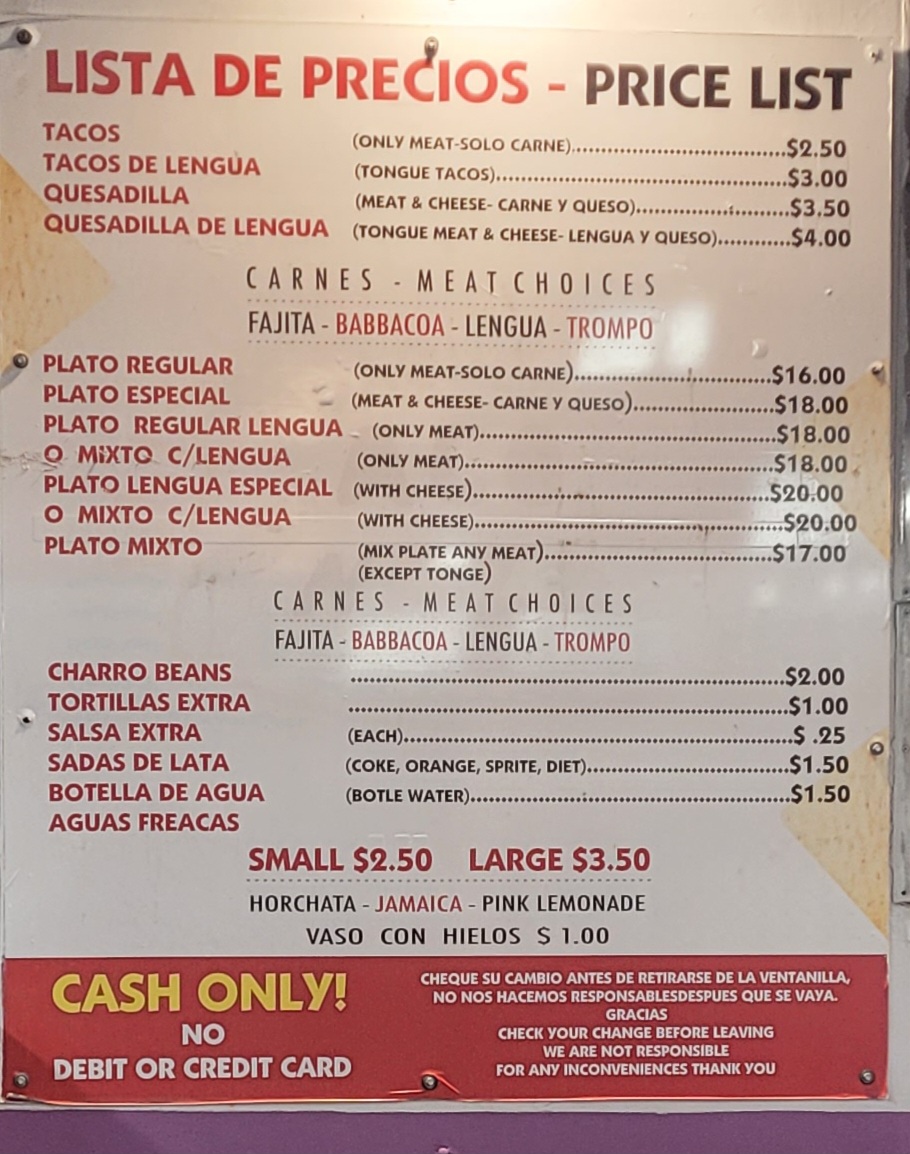 LISTA DE PRECIOS - PRICE LIST
TACOS (ONLY MEAT-SOLO CARNE)..........$2.50
TACOS DE LENGUA (TONGUE TACOS)..........$3.00
QUESADILLA (MEAT & CHEESE- CARNE Y QUESO)..........$3.50
QUESADILLA DE LENGUA (TONGUE MEAT & CHEESE- LENGUA Y QUESO)..........$4.00
CARNES - MEAT CHOICES
FAJITA - BABBACOA - LENGUA - TROMPO
PLATO REGULAR (ONLY MEAT-SOLO CARNE)..........$16.00
PLATO ESPECIAL (MEAT & CHEESE- CARNE Y QUESO)..........$18.00
PLATO REGULAR LENGUA (ONLY MEAT)..........$18.00
O MIXTO C/LENGUA (ONLY MEAT)..........$18.00
PLATO LENGUA ESPECIAL (WITH CHEESE)..........$20.00
O MIXTO C/LENGUA (WITH CHEESE)..........$20.00
PLATO MIXTO (MIX PLATE ANY MEAT)..........$17.00
(EXCEPT TONGE)
CARNES - MEAT CHOICES
FAJITA - BABBACOA - LENGUA - TROMPO
CHARRO BEANS ..........$2.00
TORTILLAS EXTRA ..........$1.00
SALSA EXTRA (EACH)..........$ .25
SADAS DE LATA (COKE, ORANGE, SPRITE, DIET)..........$1.50
BOTELLA DE AGUA (BOTLE WATER)..........$1.50
AGUAS FREACAS
SMALL $2.50 LARGE $3.50
HORCHATA - JAMAICA - PINK LEMONADE
VASO CON HIELOS $ 1.00
CASH ONLY!
NO
DEBIT OR CREDIT CARD
CHEQUE SU CAMBIO ANTES DE RETIRARSE DE LA VENTANILLA,
NO NOS HACEMOS RESPONSABLESDESPUES QUE SE VAYA.
GRACIAS
CHECK YOUR CHANGE BEFORE LEAVING
WE ARE NOT RESPONSIBLE
FOR ANY INCONVENIENCES THANK YOU